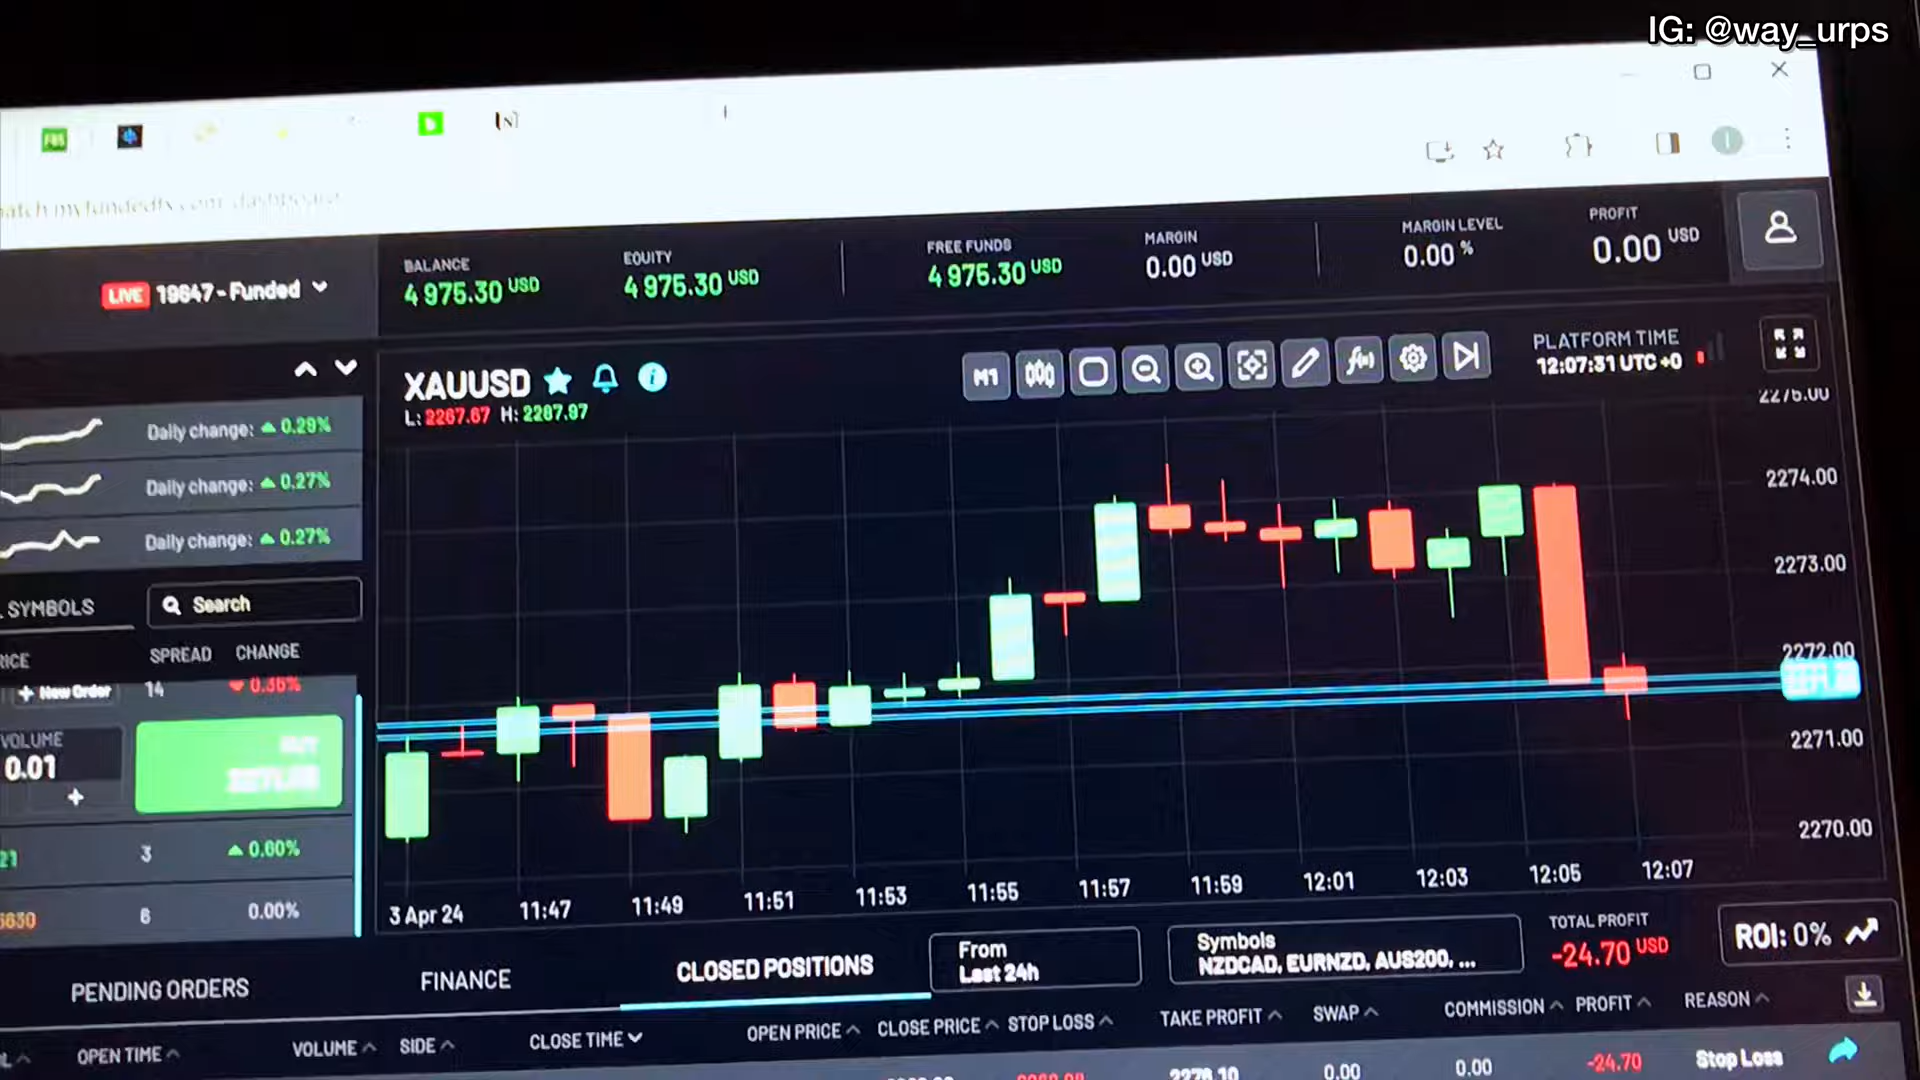 IG: @way_urps
FBS
LIVE 19647 - Funded
BALANCE
4 975.30 USD
EQUITY
4 975.30 USD
FREE FUNDS
4 975.30 USD
MARGIN
0.00 USD
MARGIN LEVEL
0.00 %
PROFIT
0.00 USD
XAUUSD
L: 2267.67 H: 2287.97
M1
f(x)
PLATFORM TIME
12:07:31 UTC +0
Daily change: 0.29%
Daily change: 0.27%
Daily change: 0.27%
SYMBOLS
Search
SPREAD
CHANGE
+ New Order
14
0.36%
VOLUME
0.01
+
BUY
21
3
0.60%
6
0.00%
2274.00
2273.00
2272.00
2271.00
2270.00
3 Apr 24
11:47
11:49
11:51
11:53
11:55
11:57
11:59
12:01
12:03
12:05
12:07
PENDING ORDERS
FINANCE
CLOSED POSITIONS
From
Last 24h
Symbols
NZDCAD, EURNZD, AUS200, ...
TOTAL PROFIT
-24.70 USD
ROI: 0%
OPEN TIME
VOLUME
SIDE
CLOSE TIME
OPEN PRICE
CLOSE PRICE
STOP LOSS
TAKE PROFIT
SWAP
COMMISSION
PROFIT
REASON
2278.10
0.00
0.00
-24.70
Stop Loss